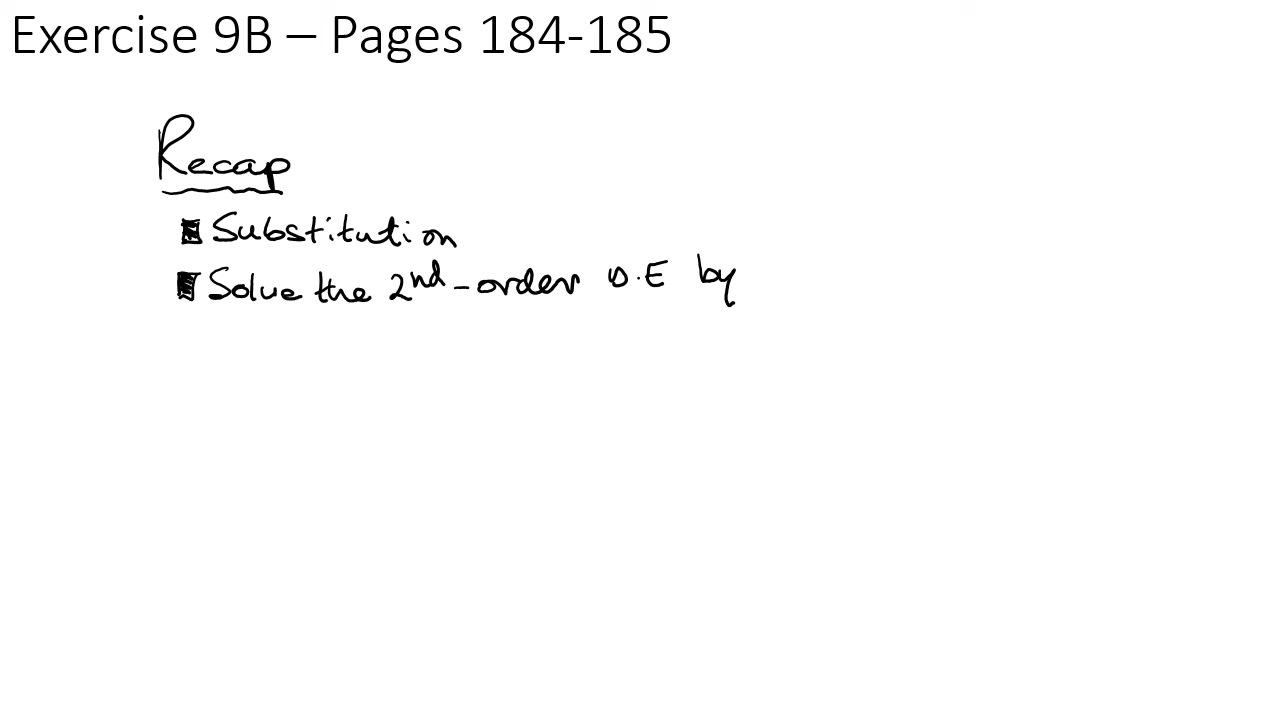 Exercise 9B – Pages 184-185
Recap
▪ Substitution
▪ Solve the 2nd-order D.E by